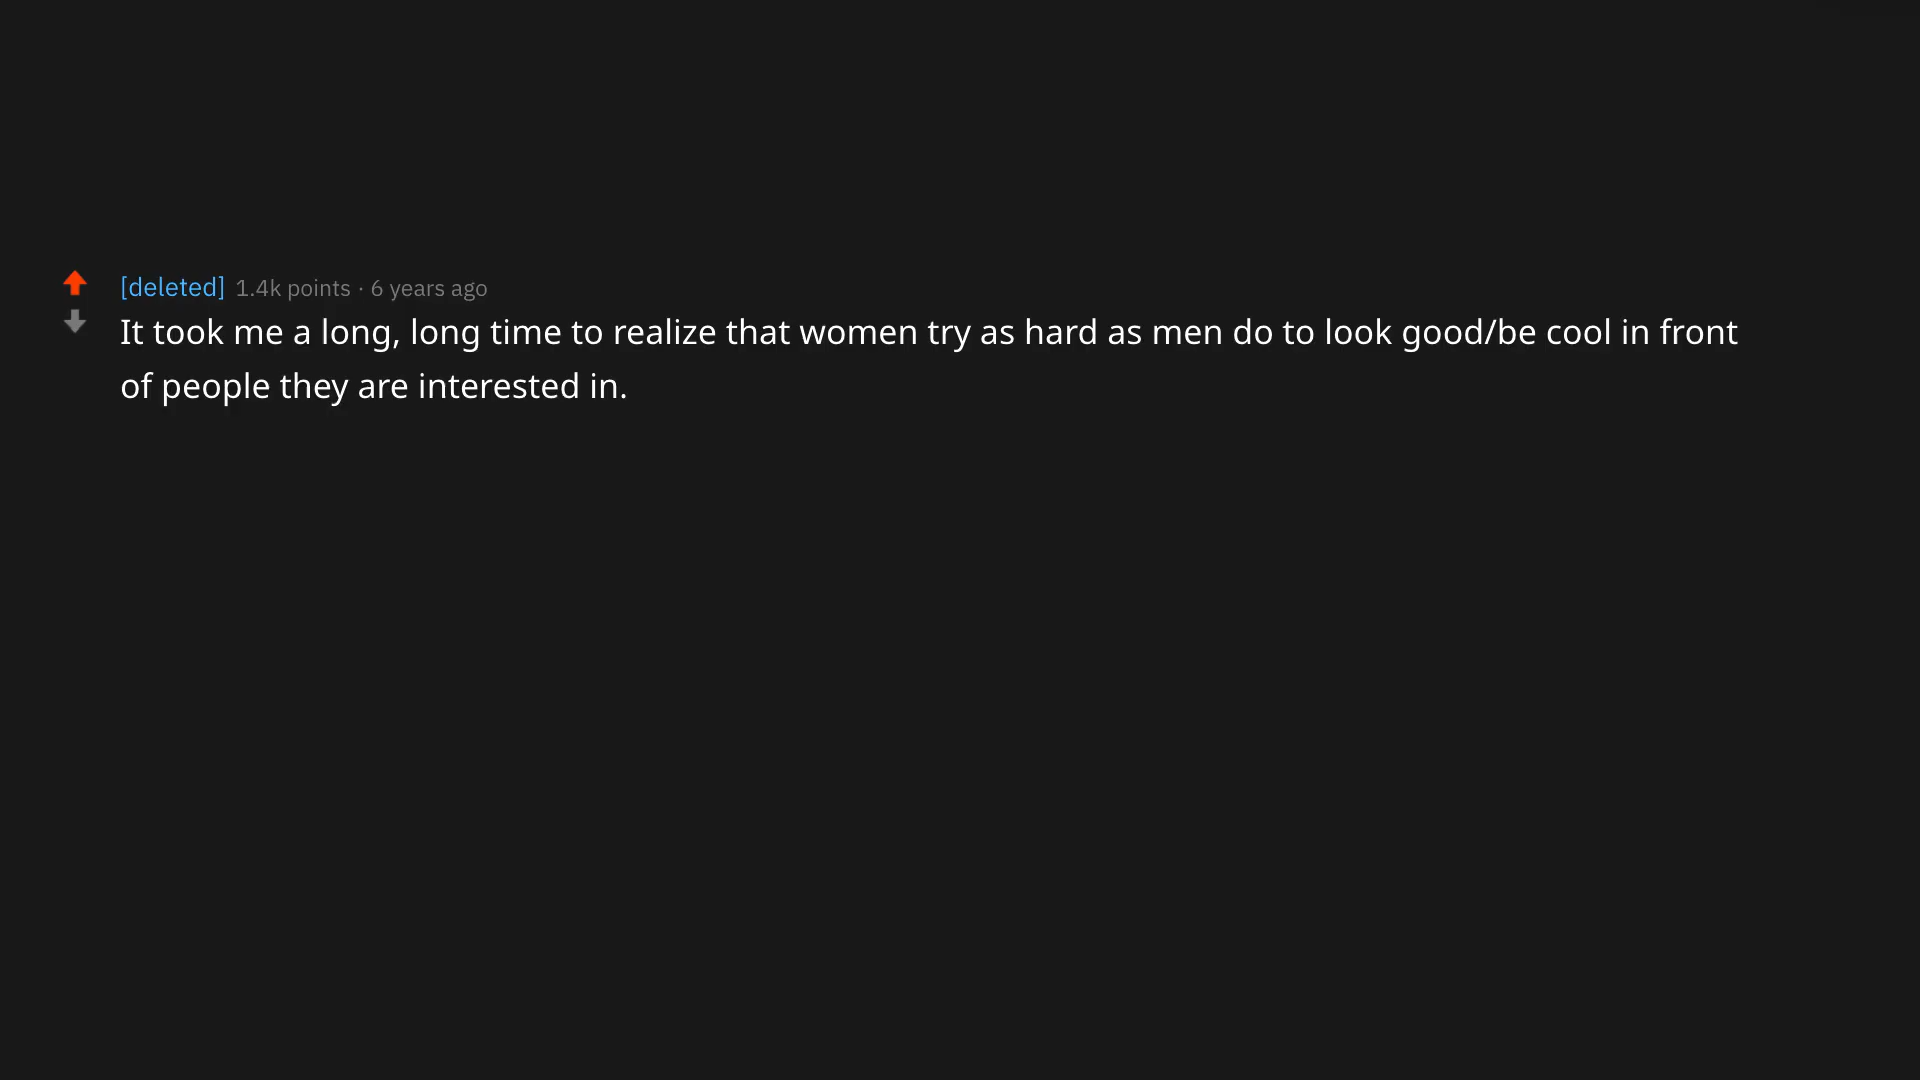 [deleted] 1.4k points · 6 years ago
It took me a long, long time to realize that women try as hard as men do to look good/be cool in front
of people they are interested in.